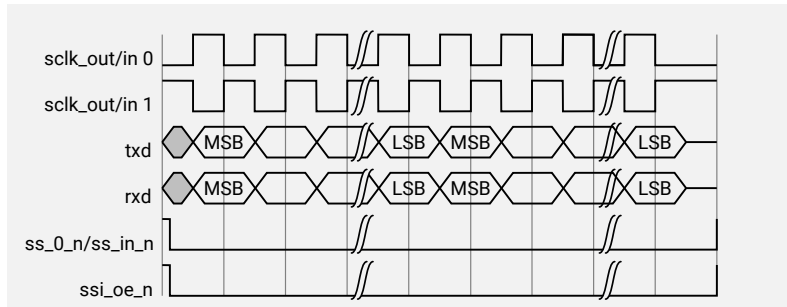 sclk_out/in 0
sclk_out/in 1
txd MSB LSB MSB LSB
rxd MSB LSB MSB LSB
ss_0_n/ss_in_n
ssi_oe_n